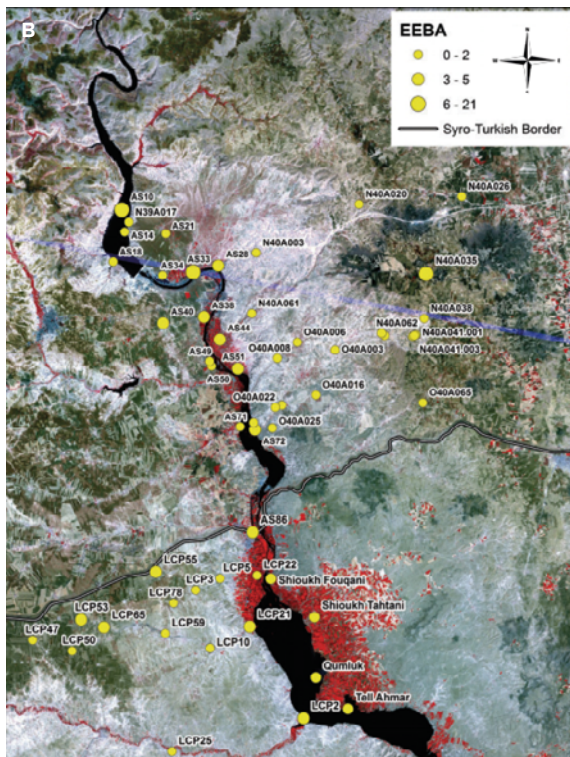 B
EEBA
0 - 2
3 - 5
6 - 21
Syro-Turkish Border
N
W
E
S
N40A026
N40A020
AS10
N39A017
AS14
AS21
N40A003
AS18
AS34
AS33
AS28
N40A035
AS40
AS38
N40A061
N40A038
AS44
O40A006
N40A062
N40A041.001
O40A008
O40A003
N40A041.003
AS49
AS50
AS51
O40A016
O40A022
O40A065
AS71
O40A025
AS72
AS86
LCP55
LCP3
LCP5
LCP22
Shioukh Fouqani
LCP78
LCP53
LCP65
LCP21
Shioukh Tahtani
LCP47
LCP50
LCP59
LCP10
Qumluk
LCP2
Tell Ahmar
LCP25